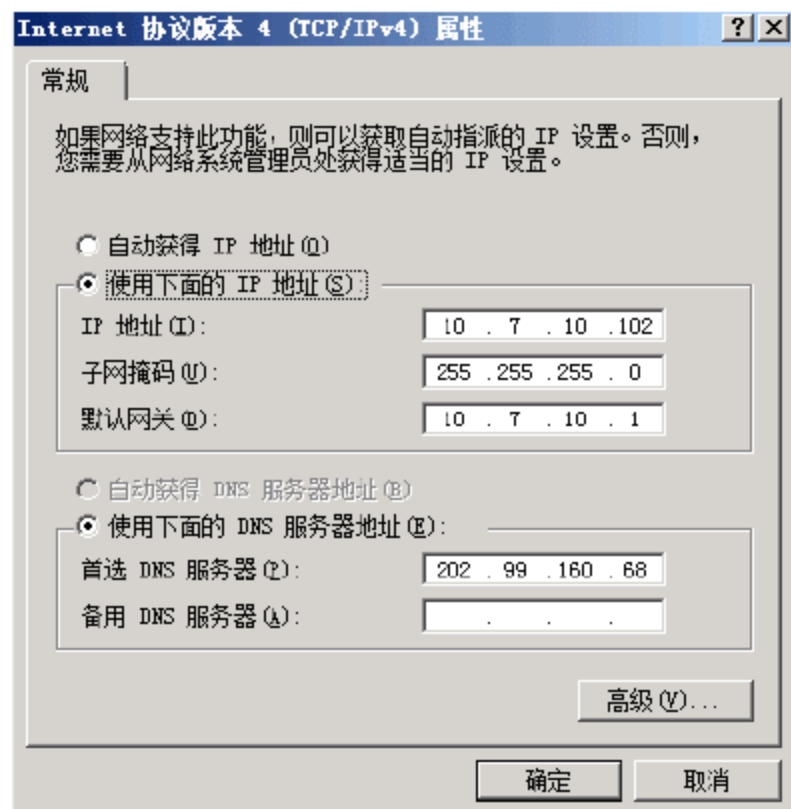 Internet 协议版本 4 (TCP/IPv4) 属性
常规
如果网络支持此功能，则可以获取自动指派的 IP 设置。否则，
您需要从网络系统管理员处获得适当的 IP 设置。
自动获得 IP 地址(O)
使用下面的 IP 地址(S):
IP 地址(I): 10 . 7 . 10 .102
子网掩码(U): 255 .255 .255 . 0
默认网关(D): 10 . 7 . 10 . 1
自动获得 DNS 服务器地址(B)
使用下面的 DNS 服务器地址(E):
首选 DNS 服务器(P): 202 . 99 .160 . 68
备用 DNS 服务器(A): . . .
高级(V)...
确定 取消